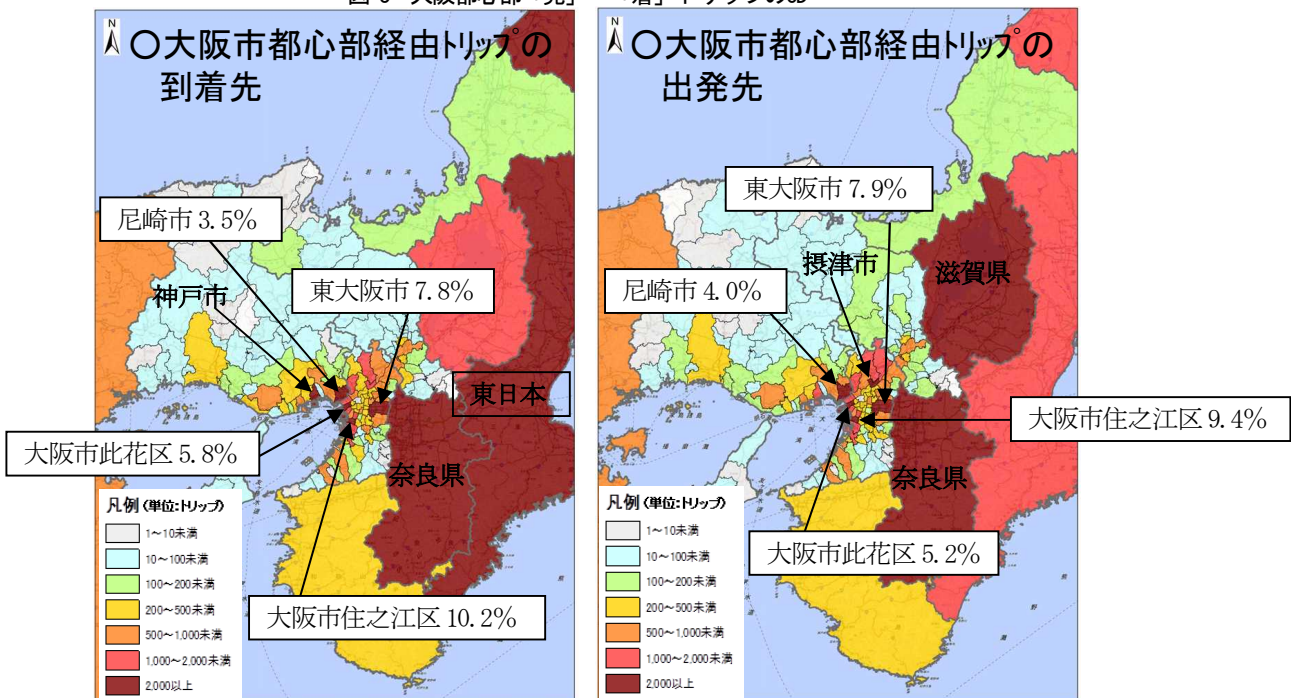 N
〇大阪市都心部経由トリップの
到着先
尼崎市 3.5%
神戸市
東大阪市 7.8%
東日本
大阪市此花区 5.8%
奈良県
大阪市住之江区 10.2%
凡例(単位:トリップ)
1～10未満
10～100未満
100～200未満
200～500未満
500～1,000未満
1,000～2,000未満
2,000以上
N
〇大阪市都心部経由トリップの
出発先
東大阪市 7.9%
摂津市
滋賀県
尼崎市 4.0%
大阪市住之江区 9.4%
奈良県
大阪市此花区 5.2%
凡例(単位:トリップ)
1～10未満
10～100未満
100～200未満
200～500未満
500～1,000未満
1,000～2,000未満
2,000以上